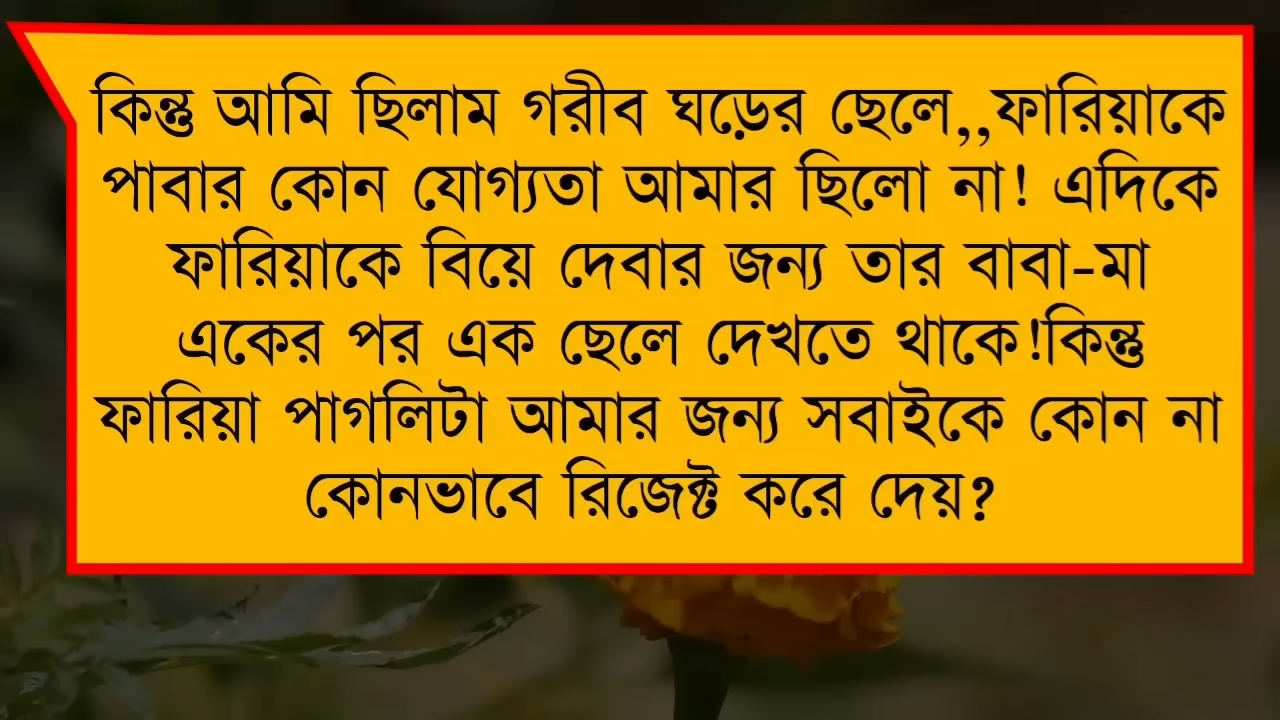 কিন্তু আমি ছিলাম গরীব ঘড়ের ছেলে,,ফারিয়াকে
পাবার কোন যোগ্যতা আমার ছিলো না! এদিকে
ফারিয়াকে বিয়ে দেবার জন্য তার বাবা-মা
একের পর এক ছেলে দেখতে থাকে!কিন্তু
ফারিয়া পাগলিটা আমার জন্য সবাইকে কোন না
কোনভাবে রিজেক্ট করে দেয়?